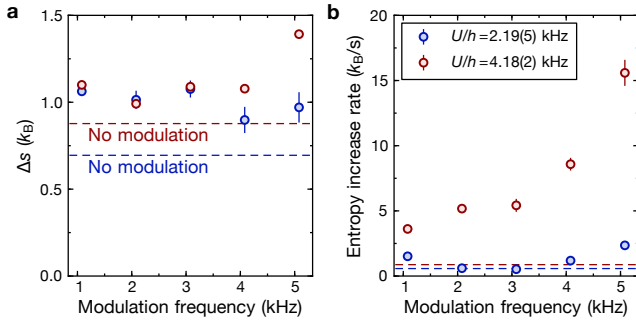 a
Δs (kB)
1.5
1.0
0.5
0.0
No modulation
No modulation
1 2 3 4 5
Modulation frequency (kHz)
b
Entropy increase rate (kB/s)
20
15
10
5
0
U/h=2.19(5) kHz
U/h=4.18(2) kHz
1 2 3 4 5
Modulation frequency (kHz)